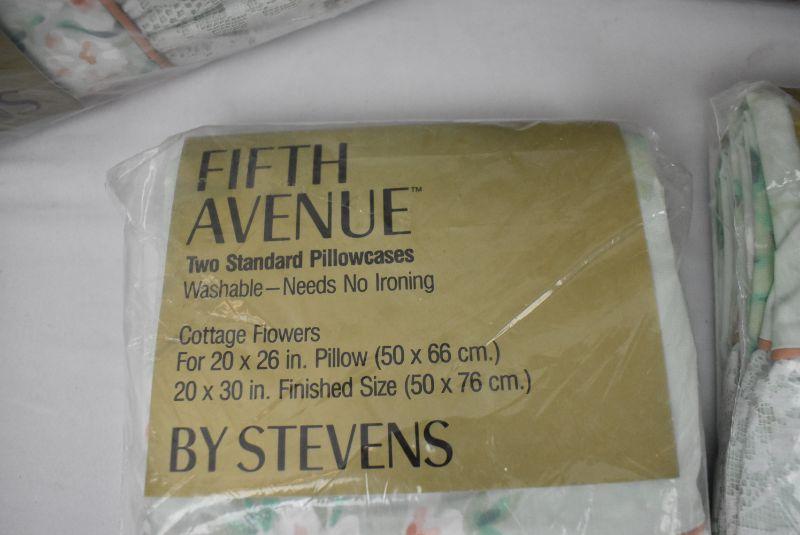 FIFTH
AVENUE™
Two Standard Pillowcases
Washable—Needs No Ironing
Cottage Flowers
For 20 x 26 in. Pillow (50 x 66 cm.)
20 x 30 in. Finished Size (50 x 76 cm.)
BY STEVENS